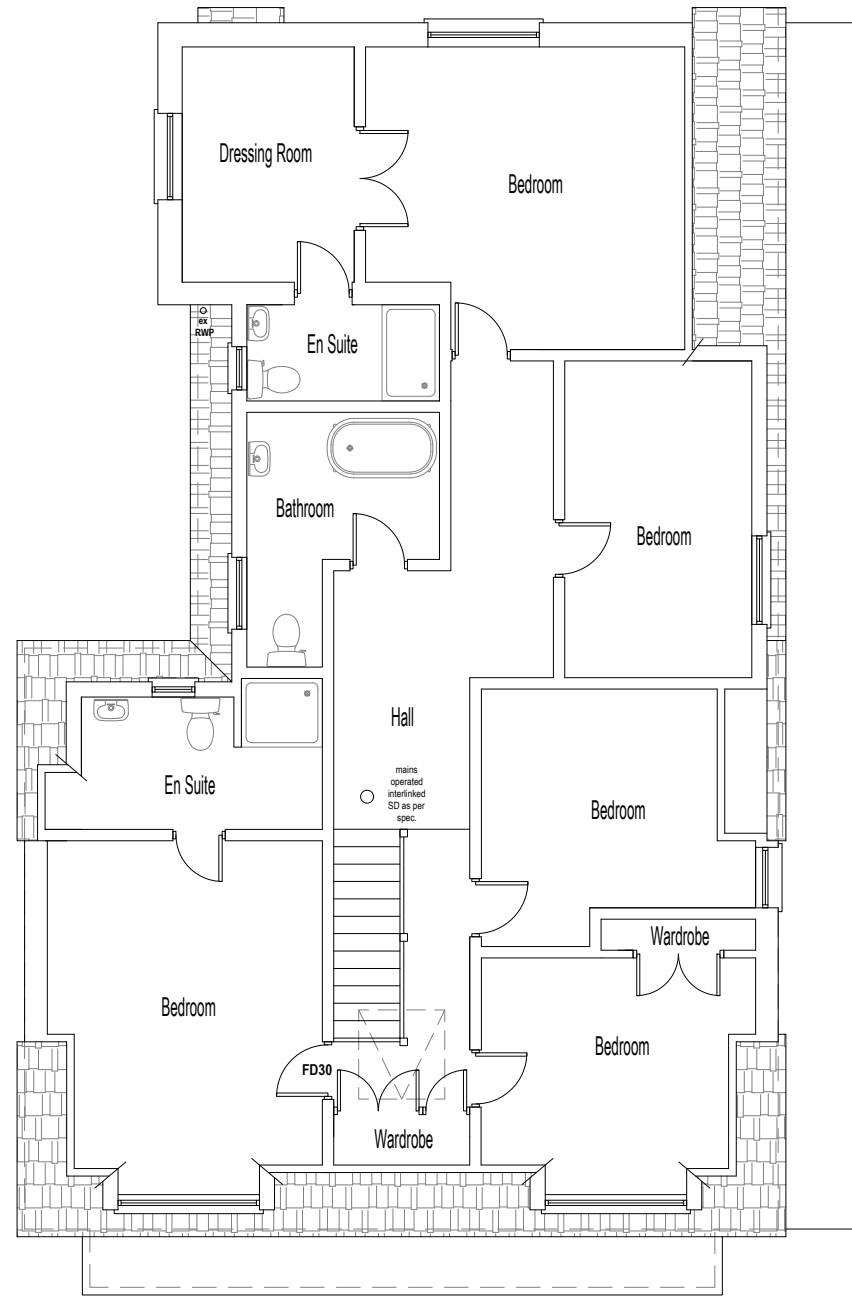 Dressing Room
Bedroom
ex
RWP
En Suite
Bathroom
Bedroom
Hall
mains
operated
interlinked
SD as per
spec.
En Suite
Bedroom
Wardrobe
Bedroom
Bedroom
FD30
Wardrobe